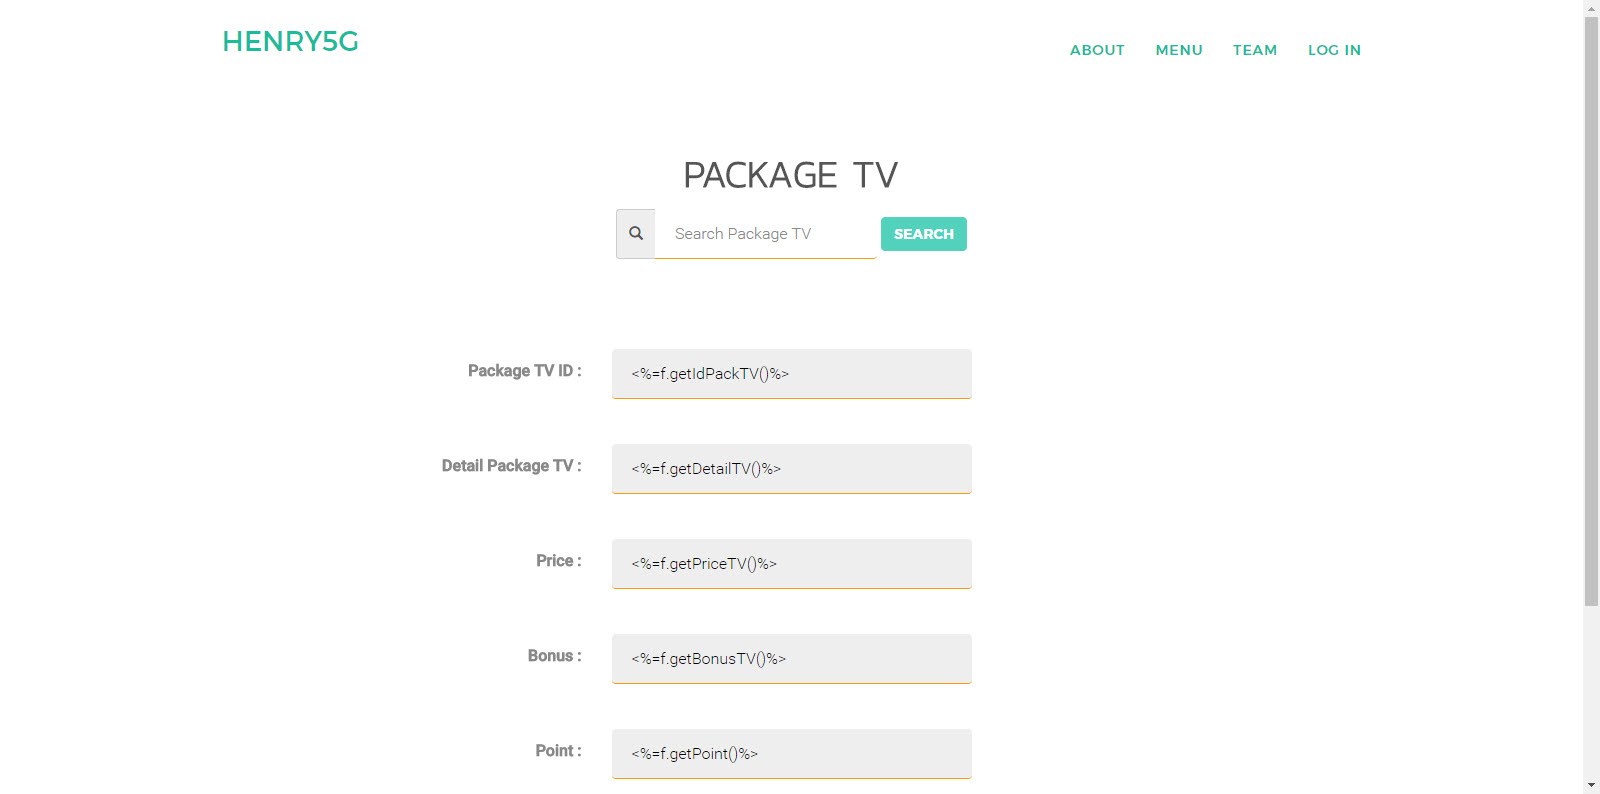 HENRY5G
ABOUT MENU TEAM LOG IN
PACKAGE TV
Search Package TV SEARCH
Package TV ID : <%=f.getIdPackTV()%>
Detail Package TV : <%=f.getDetailTV()%>
Price : <%=f.getPriceTV()%>
Bonus : <%=f.getBonusTV()%>
Point : <%=f.getPoint()%>